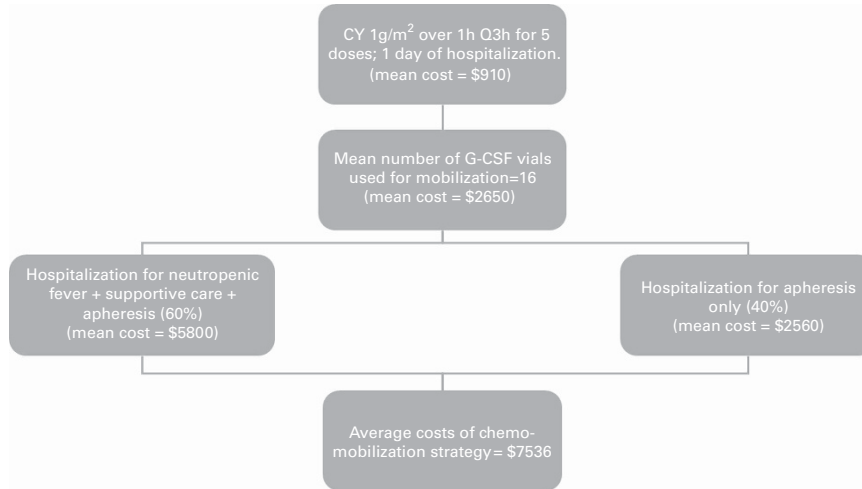 CY 1g/m² over 1h Q3h for 5
doses; 1 day of hospitalization.
(mean cost = $910)
Mean number of G-CSF vials
used for mobilization=16
(mean cost = $2650)
Hospitalization for neutropenic
fever + supportive care +
apheresis (60%)
(mean cost = $5800)
Hospitalization for apheresis
only (40%)
(mean cost = $2560)
Average costs of chemo-
mobilization strategy= $7536